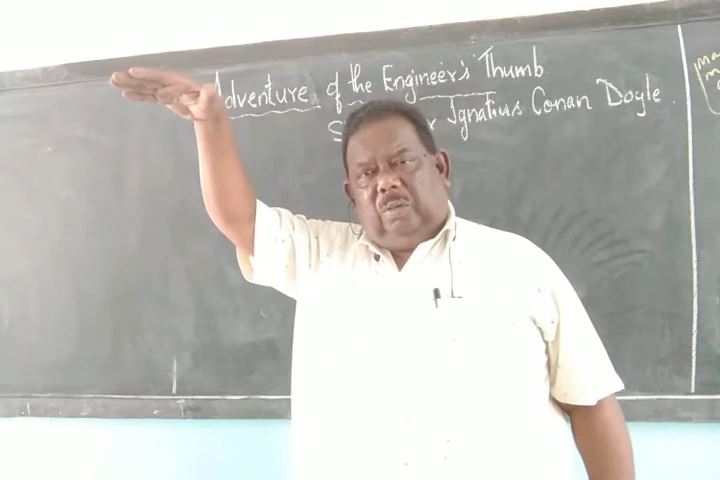 Adventure of the Engineer's Thumb
Ignatius Conan Doyle.